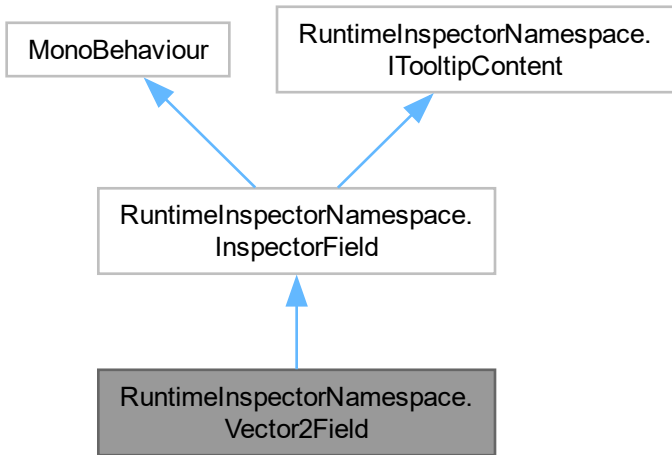 MonoBehaviour
RuntimeInspectorNamespace.
ITooltipContent
RuntimeInspectorNamespace.
InspectorField
RuntimeInspectorNamespace.
Vector2Field